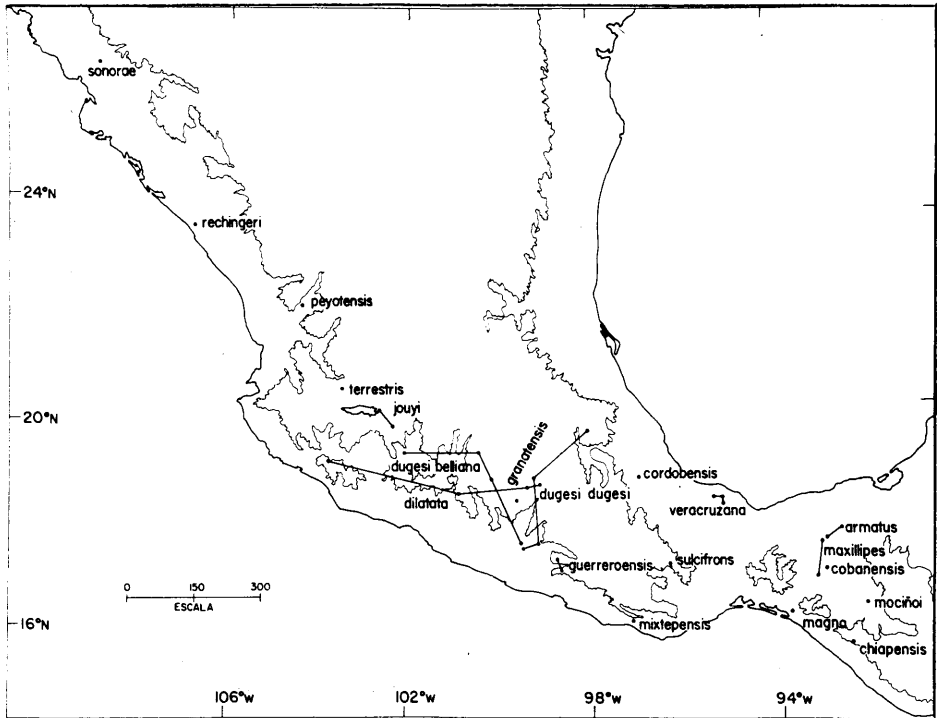 sonorae
24°N
rechingeri
peyotensis
terrestris
20°N
jouyi
granatensis
dugesi belliana
cordobensis
dugesi dugesi
dilatata
veracruzana
armatus
maxillipes
guerreroensis
sulcifrons
cobanensis
0 150 300
ESCALA
mociñoi
16°N
magna
mixtepensis
chiapensis
106°W
102°W
98°W
94°W